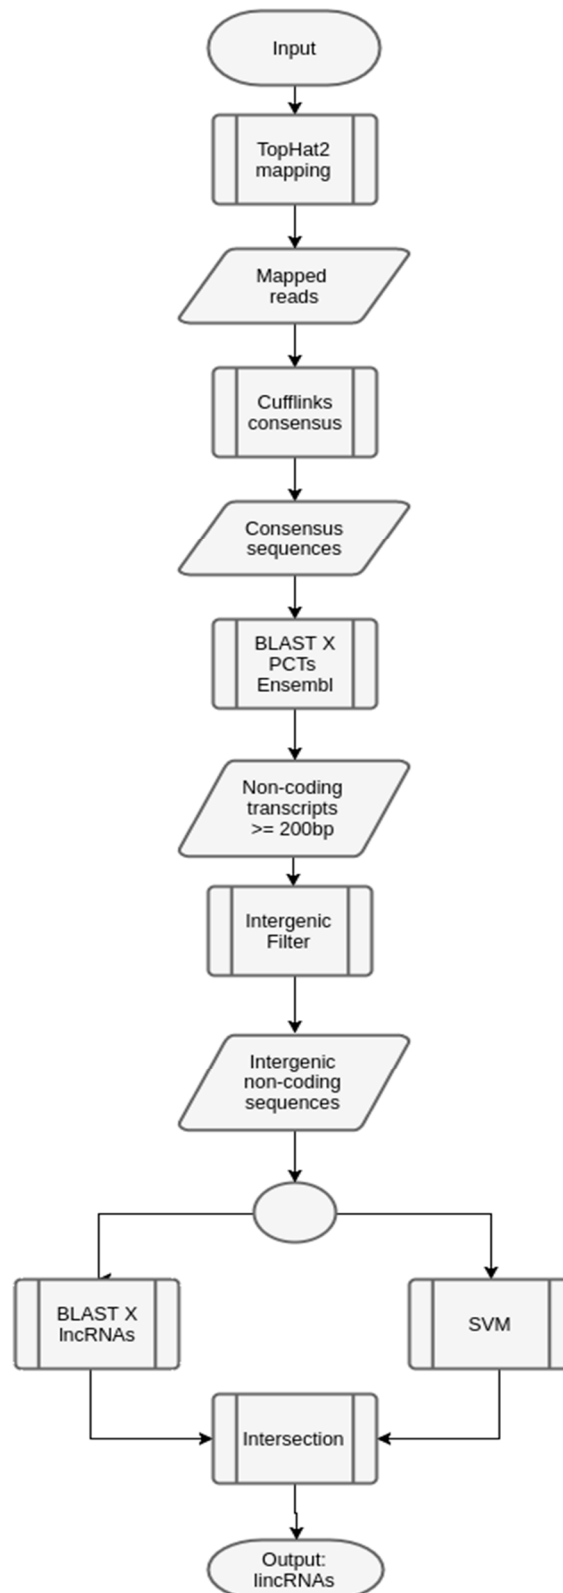 Input
TopHat2
mapping
Mapped
reads
Cufflinks
consensus
Consensus
sequences
BLAST X
PCTs
Ensembl
Non-coding
transcripts
>= 200bp
Intergenic
Filter
Intergenic
non-coding
sequences
BLAST X
lncRNAs
SVM
Intersection
Output:
lincRNAs